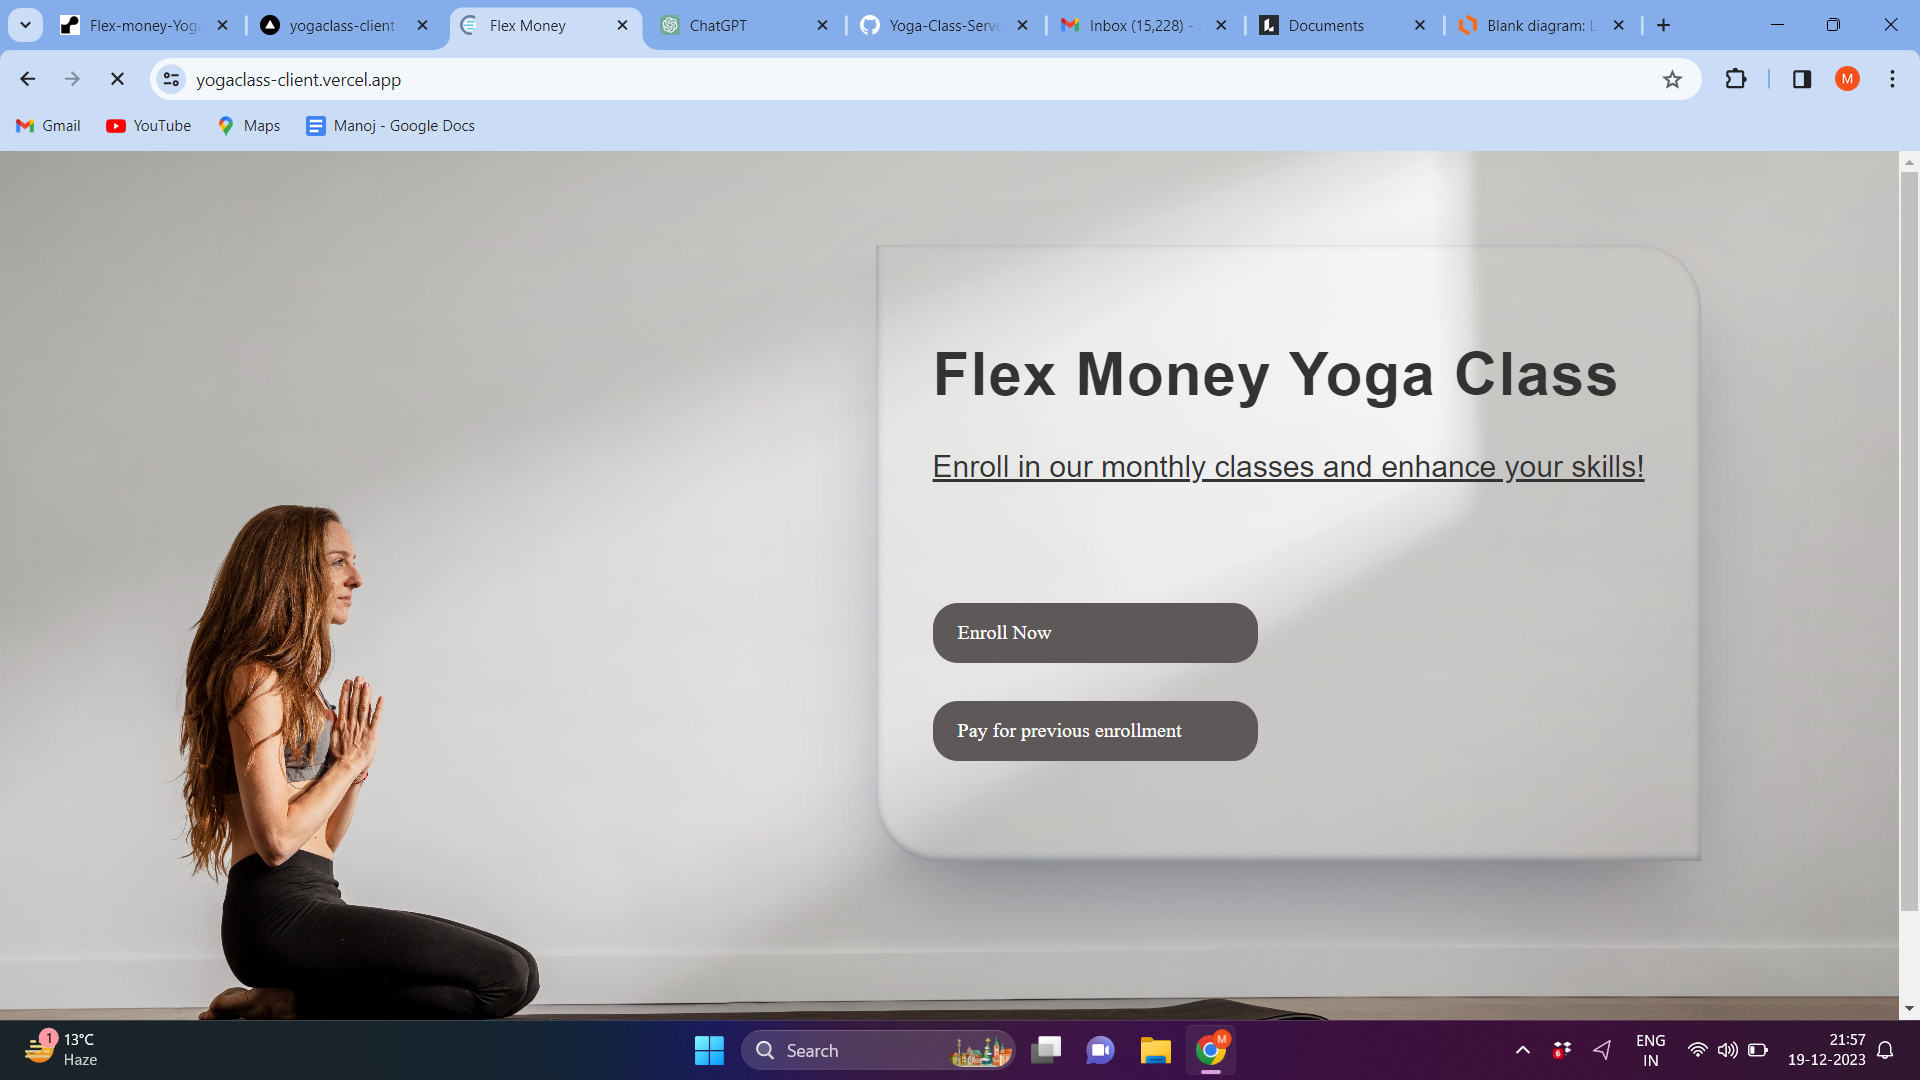 Flex-money-Yog
yogaclass-client
Flex Money
ChatGPT
Yoga-Class-Serve
Inbox (15,228) -
Documents
Blank diagram: L
yogaclass-client.vercel.app
M
Gmail
YouTube
Maps
Manoj - Google Docs
Flex Money Yoga Class
Enroll in our monthly classes and enhance your skills!
Enroll Now
Pay for previous enrollment
1
13°C
Haze
Search
M
6
ENG
IN
21:57
19-12-2023